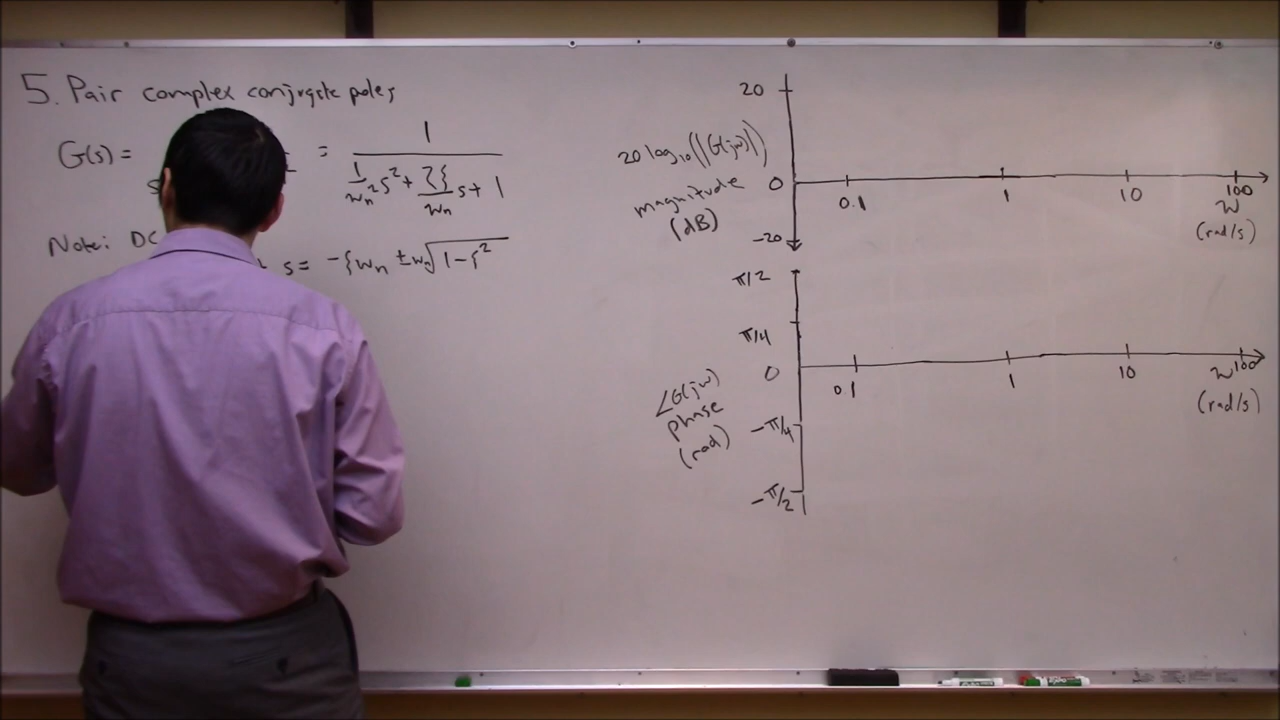 5. Pair complex conjugate poles
G(s) =
s
= 1 / (1/ωn² s² + 2ζ/ωn s + 1)
Note: DC
s = -ζωn ± ωn√1-ζ²
20
20 log10(|G(jω)|)
magnitude
(dB)
0
-20
0.1 1 10 100
ω
(rad/s)
π/2
π/4
0
∠G(jω)
phase
(rad)
-π/4
-π/2
0.1 1 10 100
ω
(rad/s)